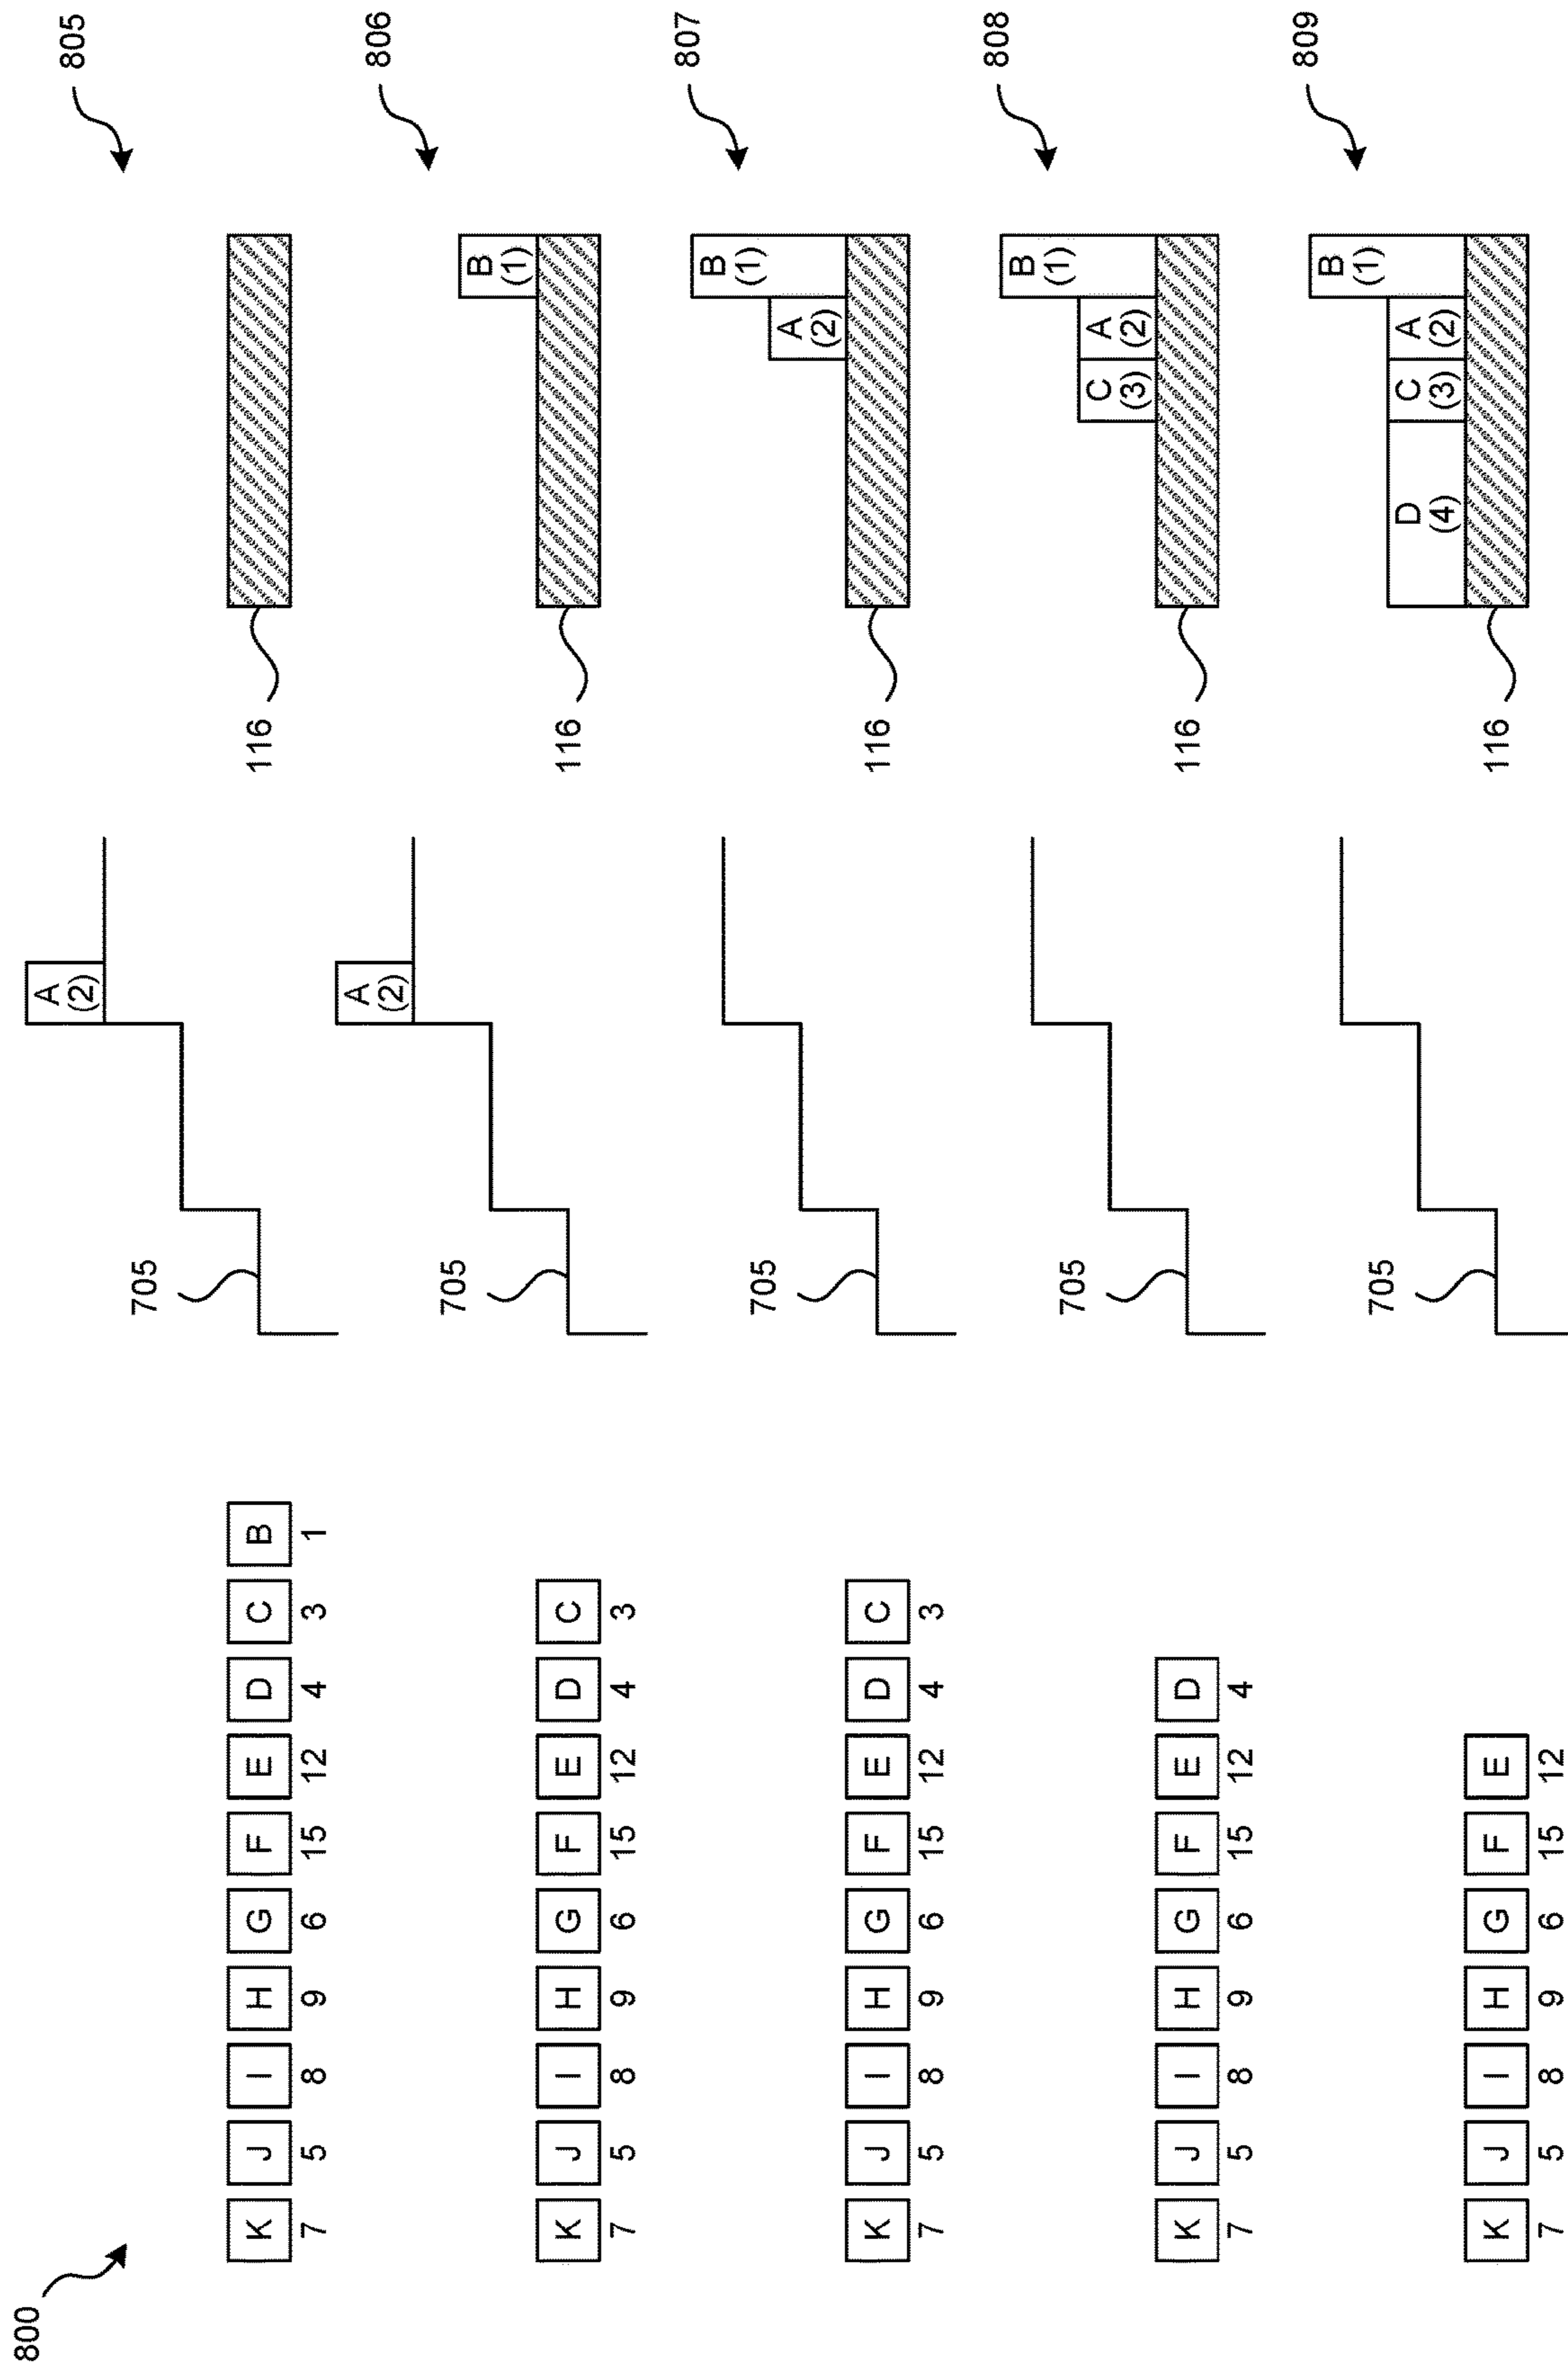 800
A
(2)
805
705
K J I H G F E D C B
116
7 5 8 9 6 15 12 4 3 1
A
(2)
806
705
B
(1)
K J I H G F E D C
116
7 5 8 9 6 15 12 4 3
807
B
(1)
705
A
(2)
K J I H G F E D C
116
7 5 8 9 6 15 12 4 3
808
B
(1)
705
C A
(3) (2)
K J I H G F E D
116
7 5 8 9 6 15 12 4
809
B
(1)
705
D C A
(4) (3) (2)
K J I H G F E
116
7 5 8 9 6 15 12